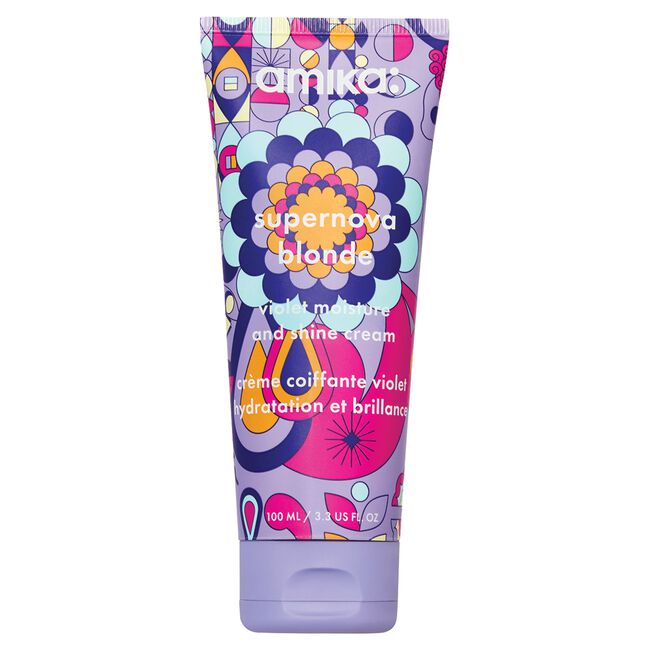 amika:
supernova
blonde
violet moisture
and shine cream
crème coiffante violet
hydratation et brillance
100 ML / 3.3 US FL. OZ.